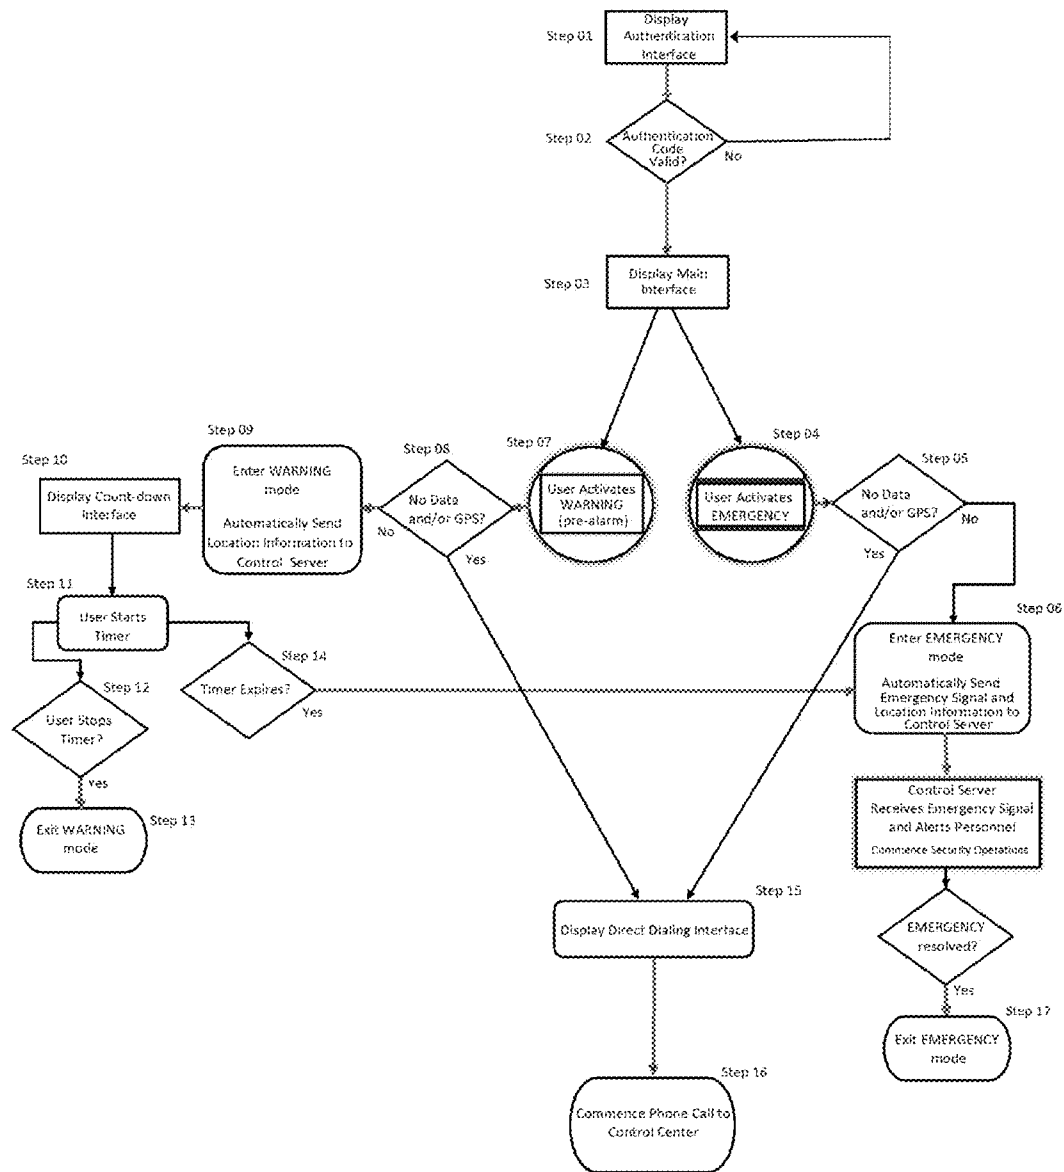 Step 01
Display
Authentication
Interface
Step 02
Authentication
Code
Valid?
No
Step 03
Display Main
Interface
Step 09
Step 08
Step 07
Step 04
Step 05
Step 10
Display Count-down
Interface
Enter WARNING
mode
Automatically Send
Location Information to
Control Server
No Data
and/or GPS?
No
Yes
User Activates
WARNING
(pre-alarm)
User Activates
EMERGENCY
No Data
and/or GPS?
No
Yes
Step 11
User Starts
Timer
Step 06
Enter EMERGENCY
mode
Automatically Send
Emergency Signal and
Location Information to
Control Server
Step 14
Timer Expires?
Yes
Step 12
User Stops
Timer?
Yes
Step 13
Exit WARNING
mode
Control Server
Receives Emergency Signal
and Alerts Personnel
Commence Security Operations
Step 15
Display Direct Dialing Interface
EMERGENCY
resolved?
Yes
Step 17
Exit EMERGENCY
mode
Step 16
Commence Phone Call to
Control Center